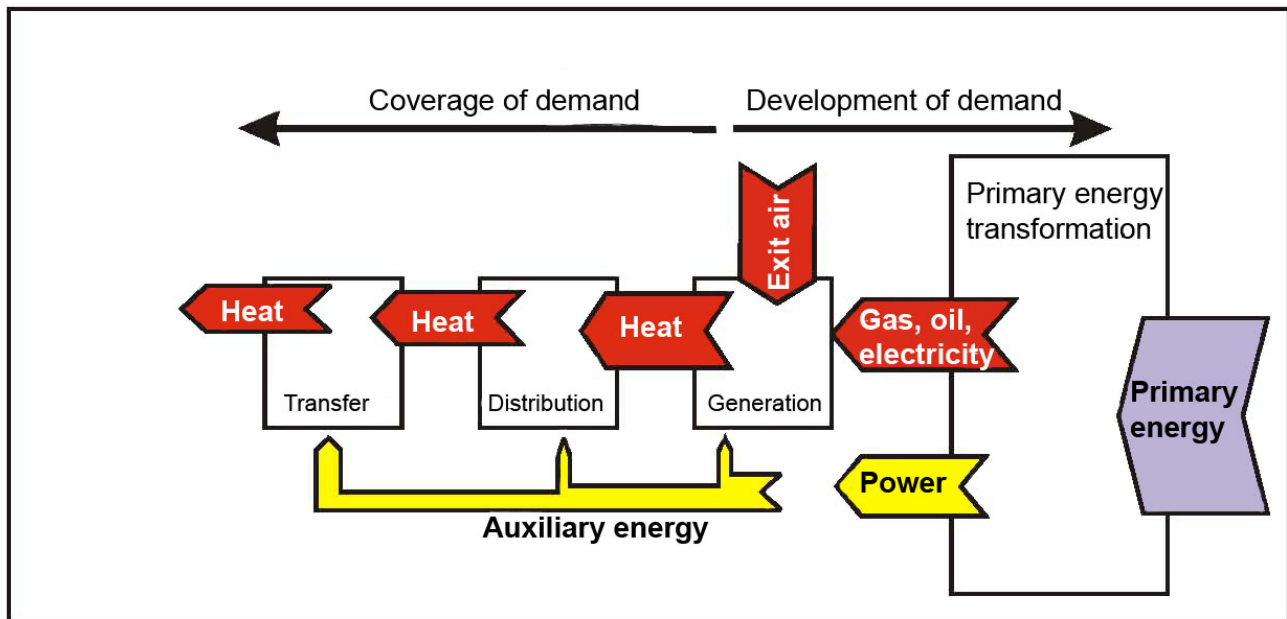 Coverage of demand
Development of demand
Primary energy
transformation
Exit air
Heat
Heat
Heat
Gas, oil,
electricity
Transfer
Distribution
Generation
Primary
energy
Power
Auxiliary energy